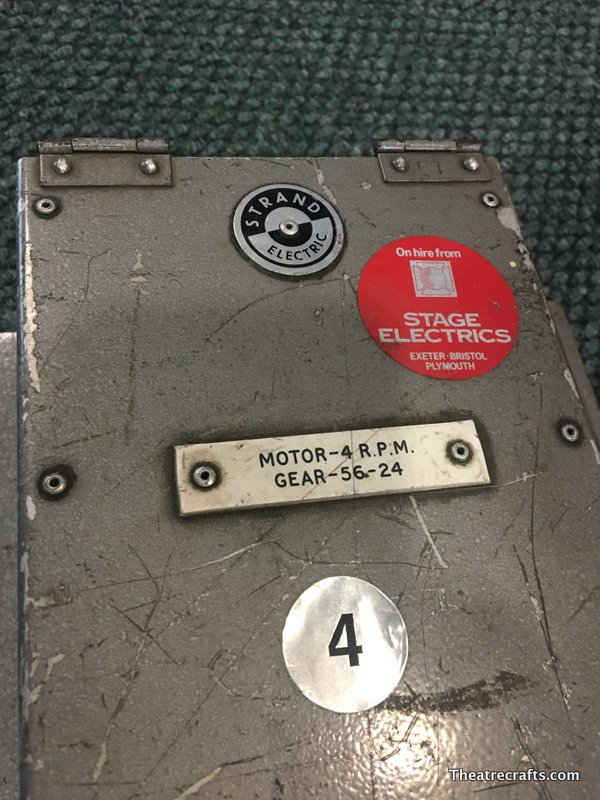 STRAND
ELECTRIC
On hire from
STAGE
ELECTRICS
EXETER·BRISTOL
PLYMOUTH
MOTOR-4 R.P.M.
GEAR-56-24
4
Theatrecrafts.com